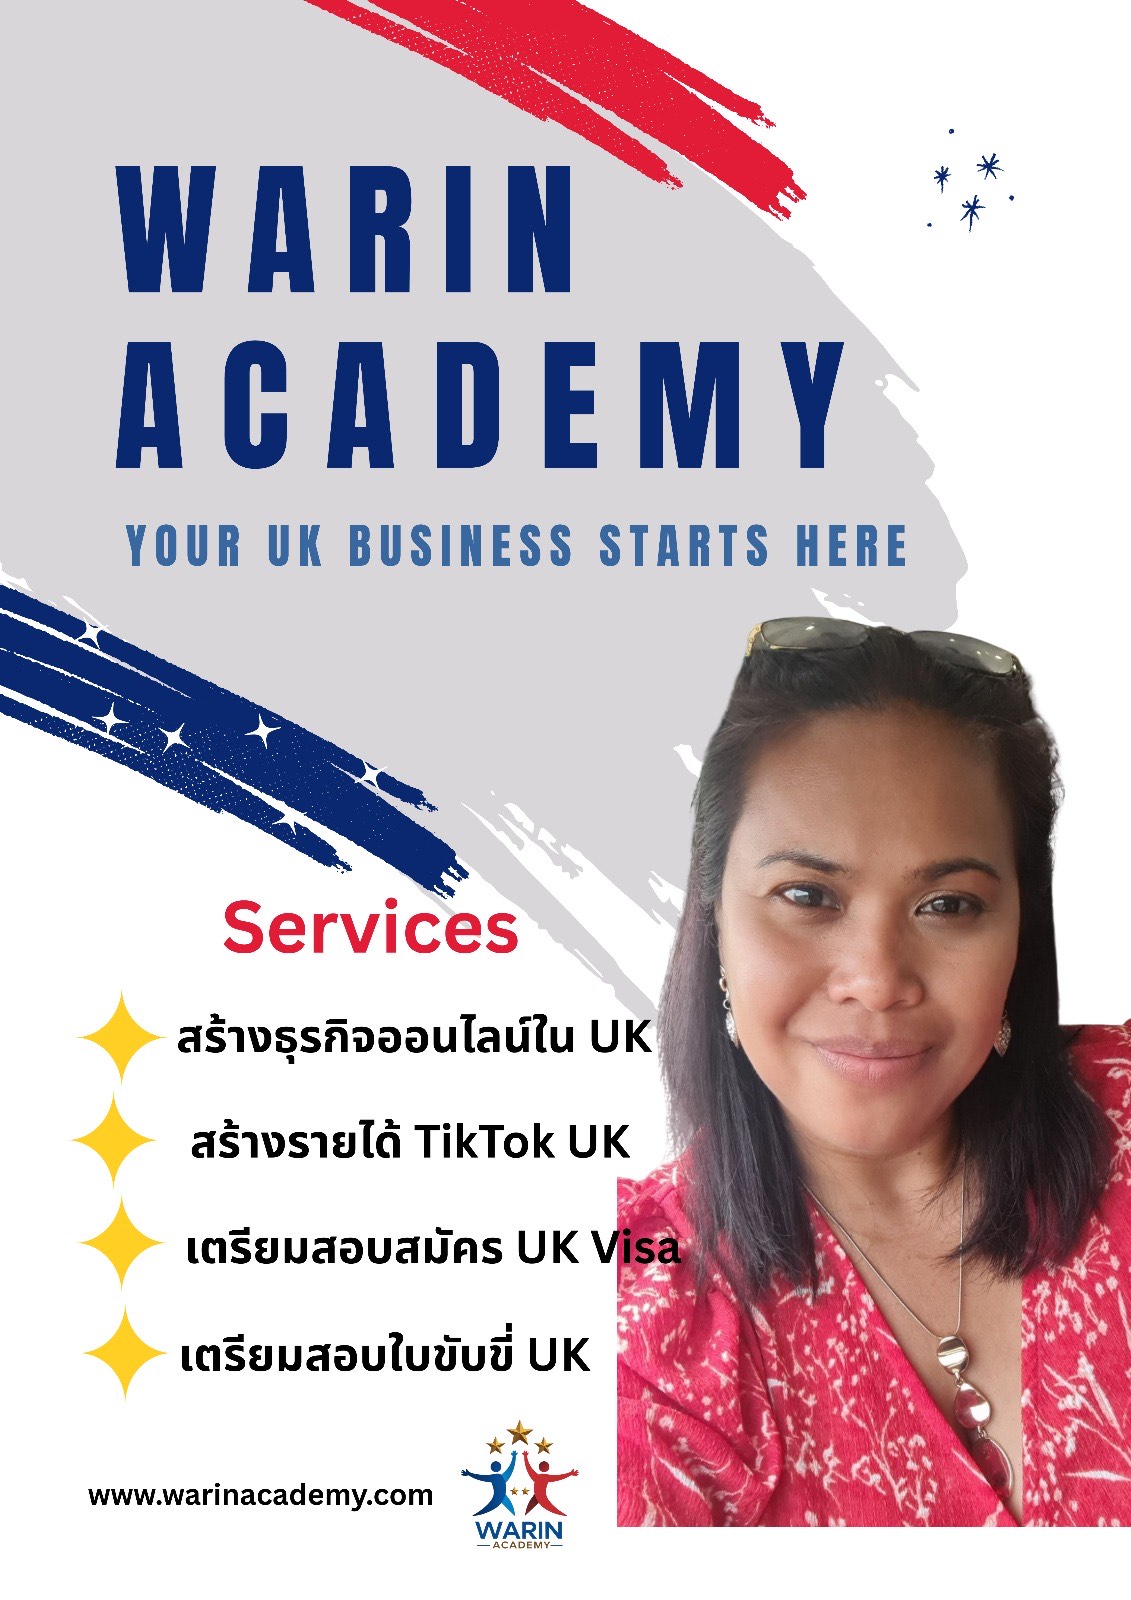 WARIN
ACADEMY
YOUR UK BUSINESS STARTS HERE
Services
สร้างธุรกิจออนไลน์ใน UK
สร้างรายได้ TikTok UK
เตรียมสอบสมัคร UK Visa
เตรียมสอบใบขับขี่ UK
www.warinacademy.com
WARIN
ACADEMY